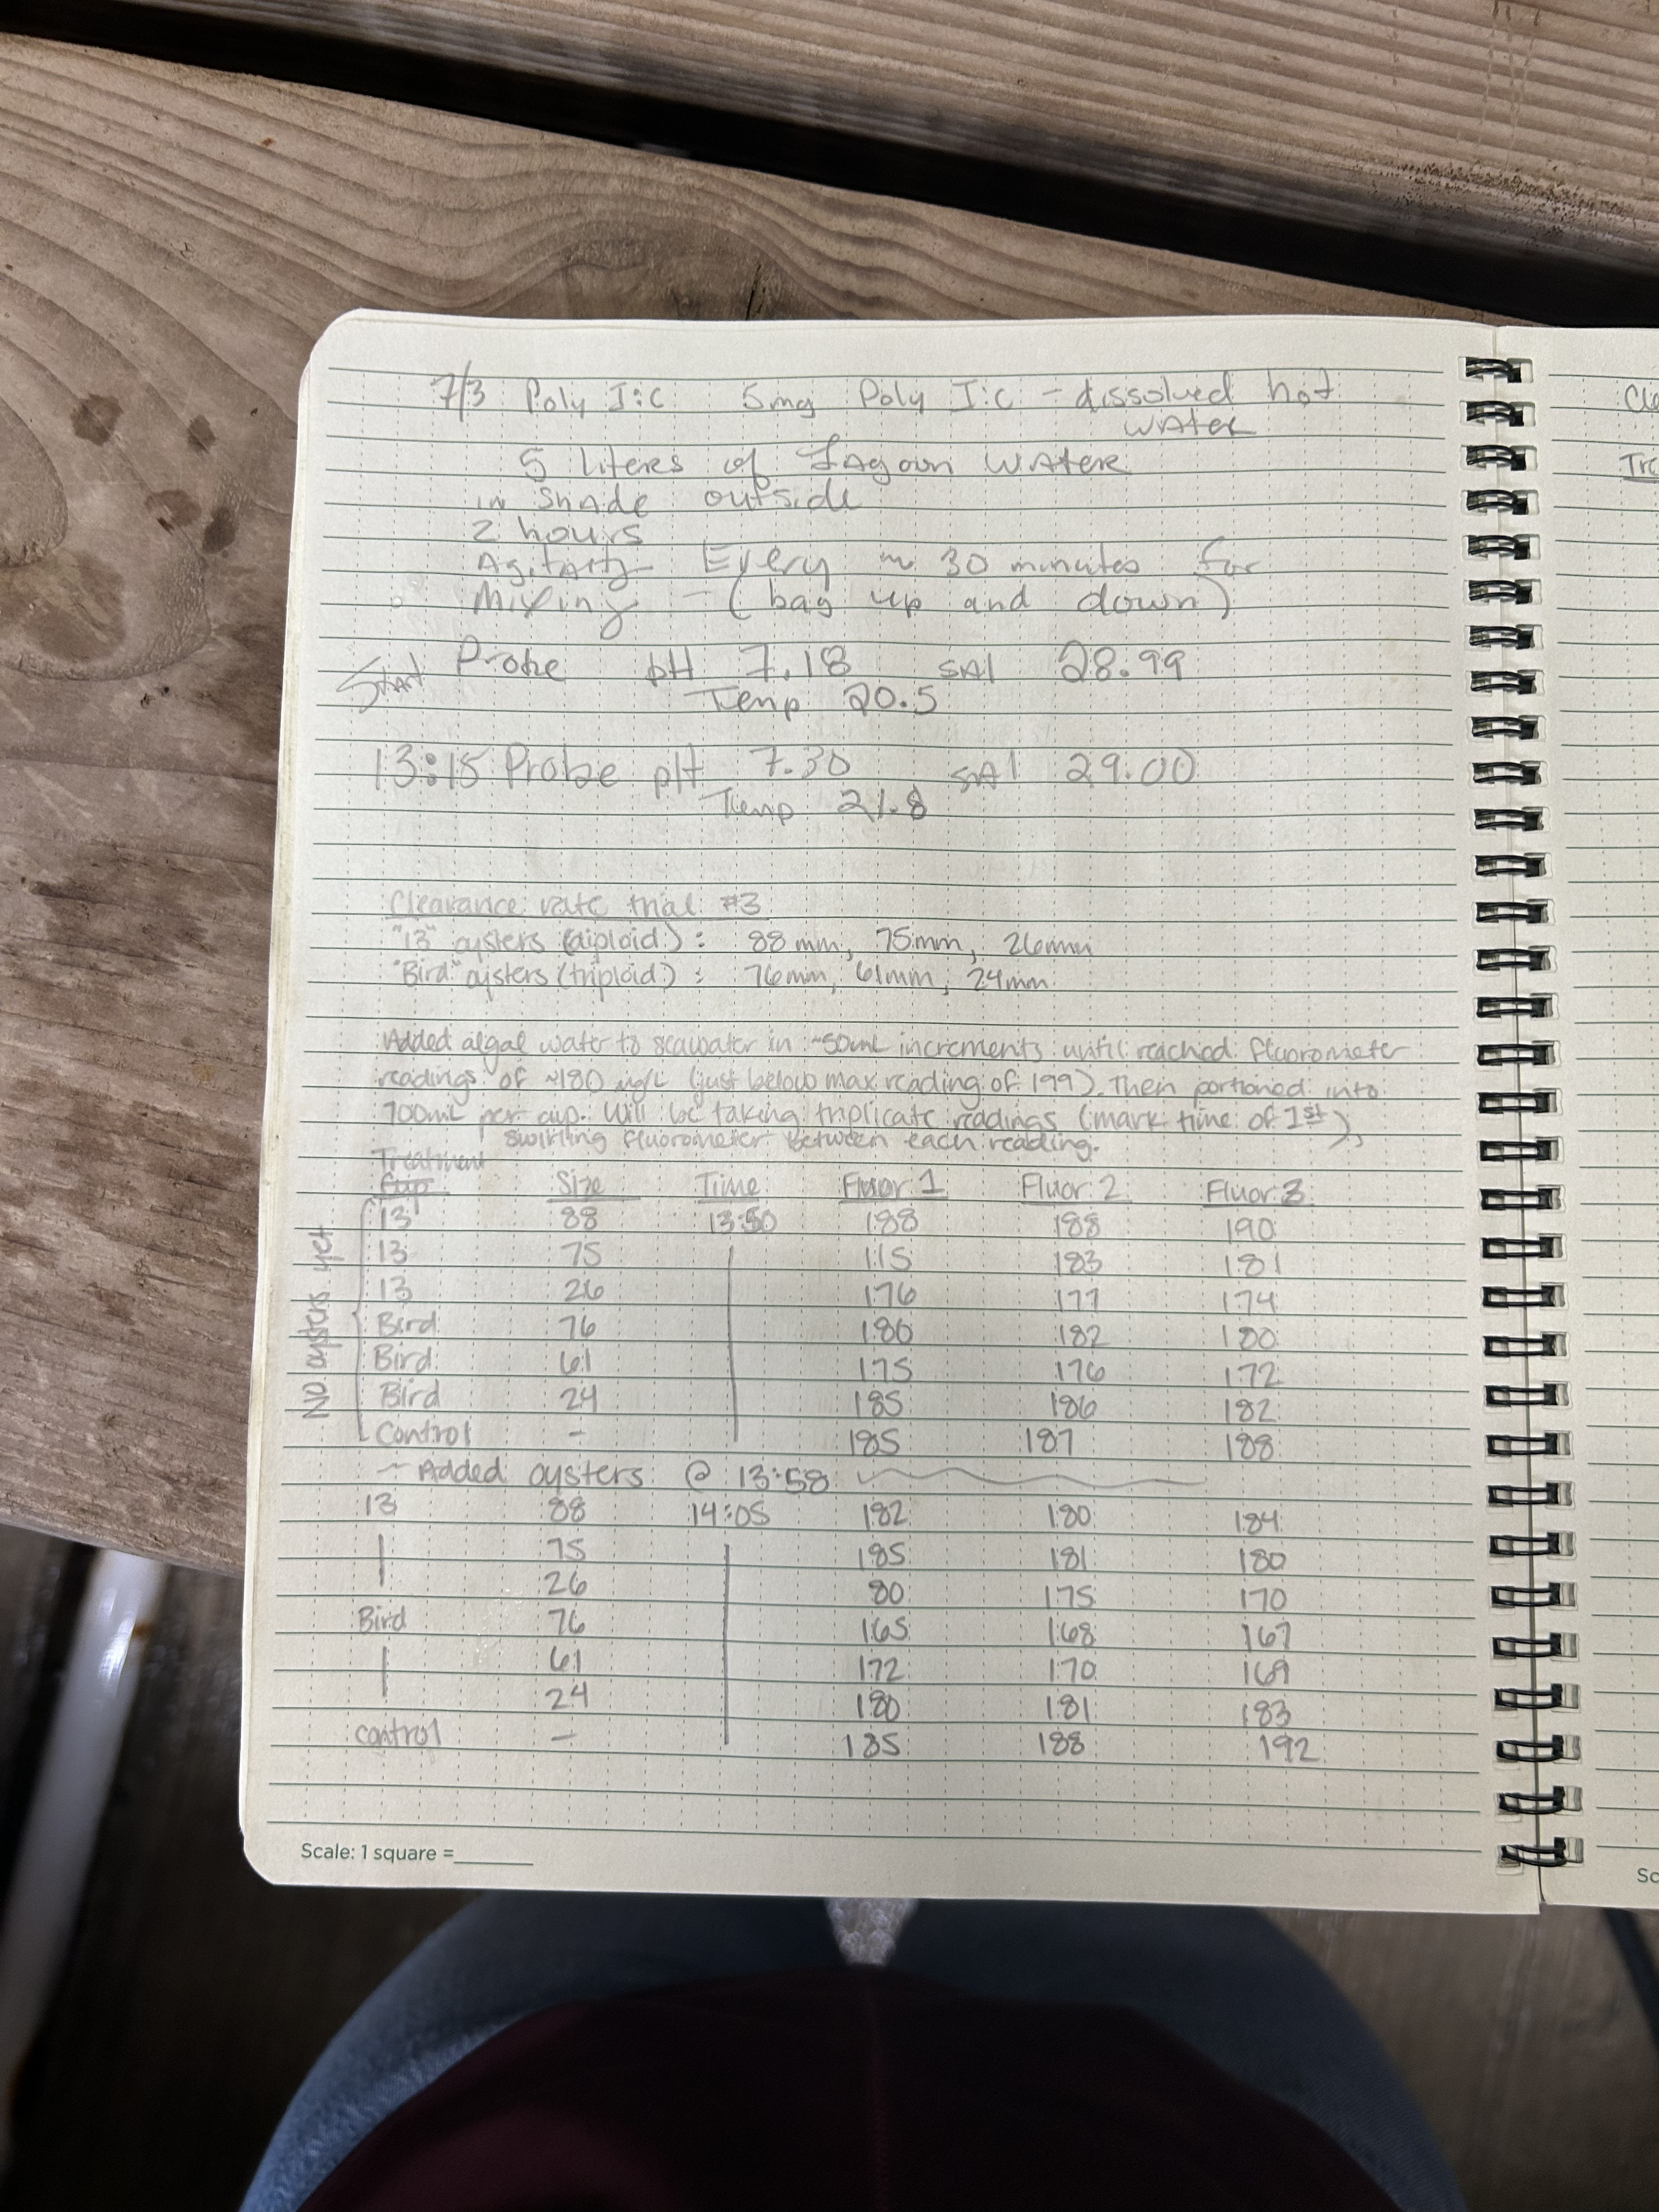 7/3 Poly I:C 5mg Poly I:C - dissolved hot
water
5 liters of Lagoon Water
in Shade outside
2 hours
Agitate Every ~ 30 minutes for
Mixing - (bag up and down)
Start Probe pH 7.18 SAl 28.99
Temp 20.5
13:15 Probe pH 7.30 SAl 29.00
Temp 21.8
Clearance rate trial #3
"13" oysters (diploid): 88mm, 75mm, 26mm
"Bird" oysters (triploid): 76mm, 61mm, 24mm
Added algal water to seawater in ~50mL increments until reached fluorometer
readings of ~180 ug/L (just below max reading of 199). Then portioned into
700mL per cup. Will be taking triplicate readings (mark time of 1st),
swirling fluorometer between each reading.
Treatment
Cup Size Time Fluor 1 Fluor 2 Fluor 3
No oysters yet
13 88 13:50 188 188 190
13 75 115 183 181
13 26 176 177 174
Bird 76 180 182 180
Bird 61 175 176 172
Bird 24 185 186 182
Control - 185 187 188
~ Added oysters @ 13:58
13 88 14:05 182 180 184
75 185 181 180
26 80 175 170
Bird 76 165 168 167
61 172 170 169
24 180 181 183
control - 185 188 192
Scale: 1 square =
Cle
Tre
Sc